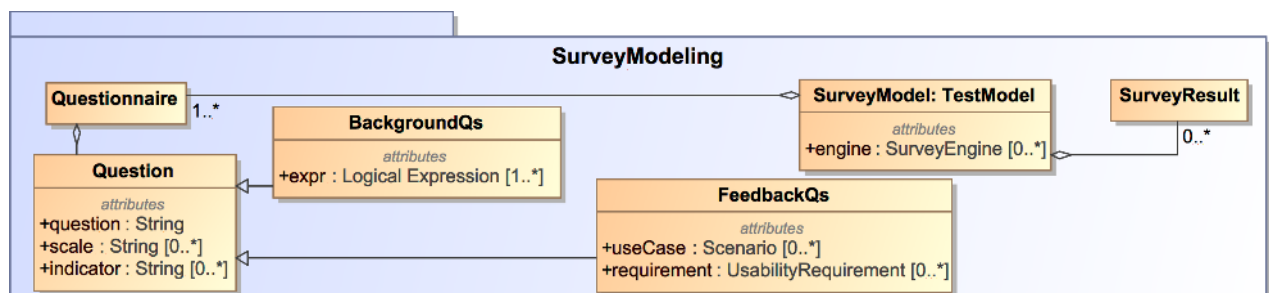 SurveyModeling
Questionnaire
1..*
SurveyModel: TestModel
attributes
+engine : SurveyEngine [0..*]
SurveyResult
0..*
BackgroundQs
attributes
+expr : Logical Expression [1..*]
Question
attributes
+question : String
+scale : String [0..*]
+indicator : String [0..*]
FeedbackQs
attributes
+useCase : Scenario [0..*]
+requirement : UsabilityRequirement [0..*]